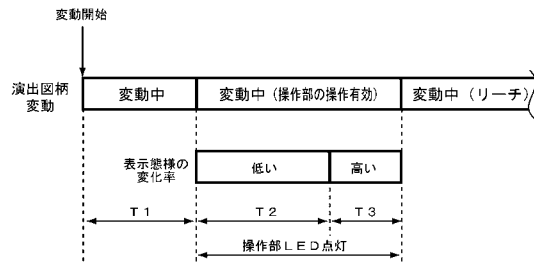 変動開始
演出図柄
変動
変動中
変動中（操作部の操作有効）
変動中（リーチ）
表示態様の
変化率
低い
高い
T1
T2
T3
操作部LED点灯